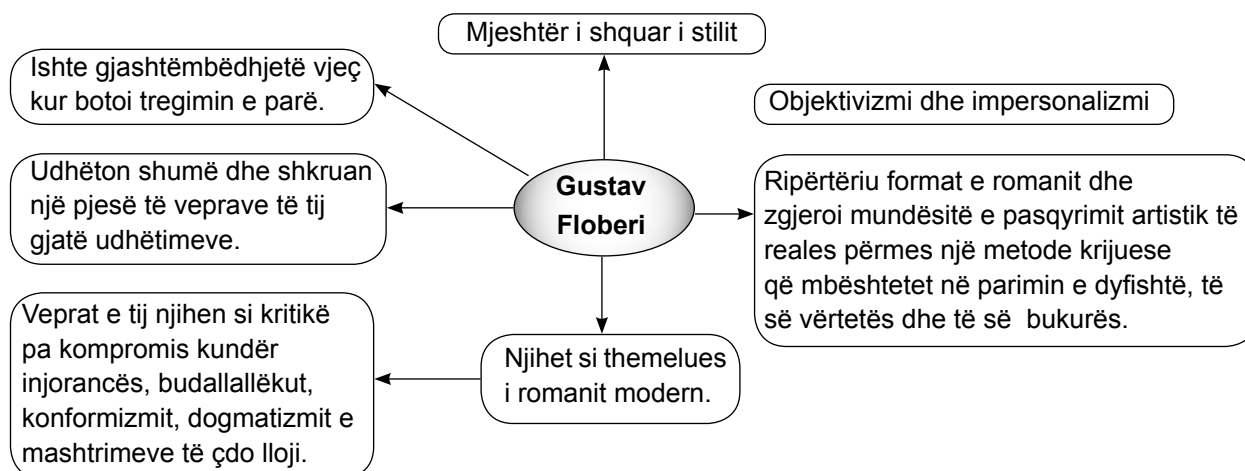 Mjeshtër i shquar i stilit
Ishte gjashtëmbëdhjetë vjeç
kur botoi tregimin e parë.
Objektivizmi dhe impersonalizmi
Udhëton shumë dhe shkruan
një pjesë të veprave të tij
gjatë udhëtimeve.
Gustav
Floberi
Ripërtëriu format e romanit dhe
zgjeroi mundësitë e pasqyrimit artistik të
reales përmes një metode krijuese
që mbështetet në parimin e dyfishtë, të
së vërtetës dhe të së bukurës.
Veprat e tij njihen si kritikë
pa kompromis kundër
injorancës, budallallëkut,
konformizmit, dogmatizmit e
mashtrimeve të çdo lloji.
Njihet si themelues
i romanit modern.